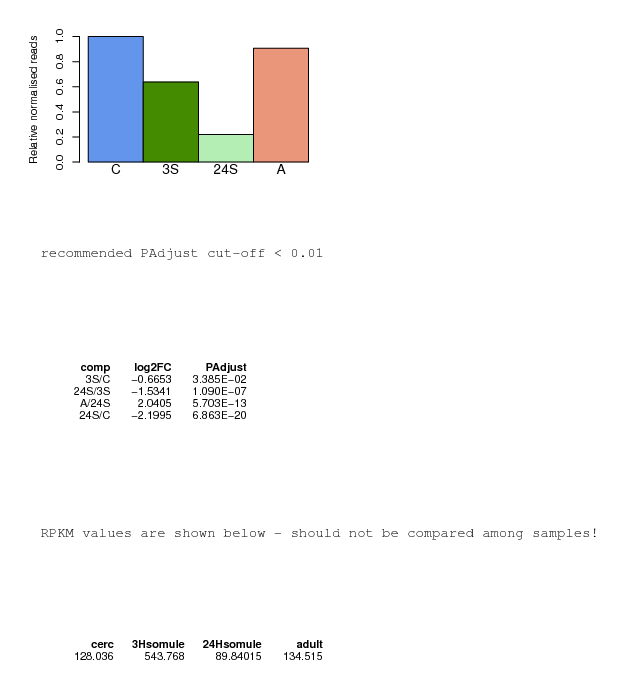 Relative normalised reads
1.0
0.8
0.6
0.4
0.2
0.0
C 3S 24S A
recommended PAdjust cut-off < 0.01
comp log2FC PAdjust
3S/C −0.6653 3.385E−02
24S/3S −1.5341 1.090E−07
A/24S 2.0405 5.703E−13
24S/C −2.1995 6.863E−20
RPKM values are shown below - should not be compared among samples!
cerc 3Hsomule 24Hsomule adult
128.036 543.768 89.84015 134.515